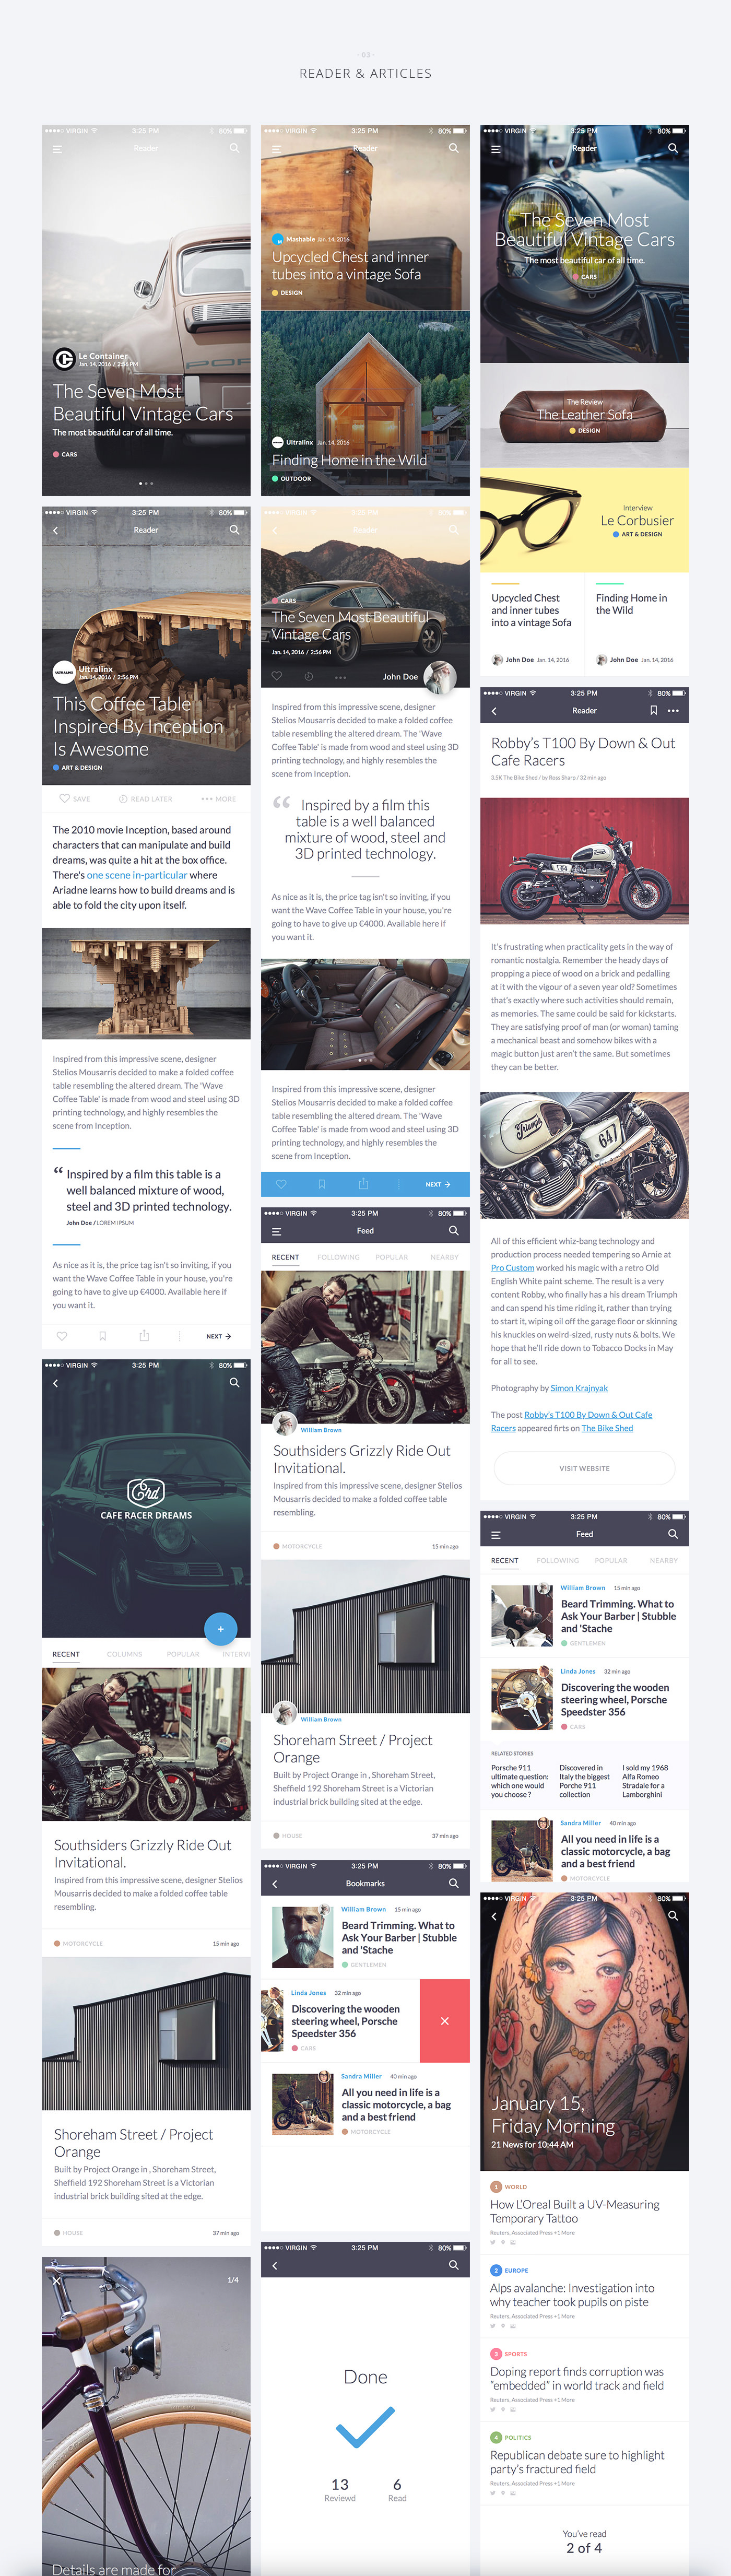 - 03 -
READER & ARTICLES
VIRGIN 3:25 PM 80%
Reader
Le Container
Jan. 14, 2016 / 2:56 PM
The Seven Most
Beautiful Vintage Cars
The most beautiful car of all time.
CARS
VIRGIN 3:25 PM 80%
Reader
Ultralinx
Jan. 14, 2016 / 2:56 PM
This Coffee Table
Inspired By Inception
Is Awesome
ART & DESIGN
SAVE READ LATER MORE
The 2010 movie Inception, based around
characters that can manipulate and build
dreams, was quite a hit at the box office.
There's one scene in-particular where
Ariadne learns how to build dreams and is
able to fold the city upon itself.
Inspired from this impressive scene, designer
Stelios Mousarris decided to make a folded coffee
table resembling the altered dream. The 'Wave
Coffee Table' is made from wood and steel using 3D
printing technology, and highly resembles the
scene from Inception.
“ Inspired by a film this table is a
well balanced mixture of wood,
steel and 3D printed technology.
John Doe / LOREM IPSUM
As nice as it is, the price tag isn't so inviting, if you
want the Wave Coffee Table in your house, you're
going to have to give up €4000. Available here if
you want it.
NEXT
VIRGIN 3:25 PM 80%
Crd
CAFE RACER DREAMS
+
RECENT COLUMNS POPULAR INTERVI
Southsiders Grizzly Ride Out
Invitational.
Inspired from this impressive scene, designer Stelios
Mousarris decided to make a folded coffee table
resembling.
MOTORCYCLE 15 min ago
Shoreham Street / Project
Orange
Built by Project Orange in , Shoreham Street,
Sheffield 192 Shoreham Street is a Victorian
industrial brick building sited at the edge.
HOUSE 37 min ago
1/4
Details are made for
VIRGIN 3:25 PM 80%
Reader
Mashable Jan. 14, 2016
Upcycled Chest and inner
tubes into a vintage Sofa
DESIGN
Ultralinx Jan. 14, 2016
Finding Home in the Wild
OUTDOOR
VIRGIN 3:25 PM 80%
Reader
CARS
The Seven Most Beautiful
Vintage Cars
Jan. 14, 2016 / 2:56 PM
John Doe
Inspired from this impressive scene, designer
Stelios Mousarris decided to make a folded coffee
table resembling the altered dream. The 'Wave
Coffee Table' is made from wood and steel using 3D
printing technology, and highly resembles the
scene from Inception.
“ Inspired by a film this
table is a well balanced
mixture of wood, steel and
3D printed technology.
As nice as it is, the price tag isn't so inviting, if you
want the Wave Coffee Table in your house, you're
going to have to give up €4000. Available here if
you want it.
Inspired from this impressive scene, designer
Stelios Mousarris decided to make a folded coffee
table resembling the altered dream. The 'Wave
Coffee Table' is made from wood and steel using 3D
printing technology, and highly resembles the
scene from Inception.
NEXT
VIRGIN 3:25 PM 80%
Feed
RECENT FOLLOWING POPULAR NEARBY
William Brown
Southsiders Grizzly Ride Out
Invitational.
Inspired from this impressive scene, designer Stelios
Mousarris decided to make a folded coffee table
resembling.
MOTORCYCLE 15 min ago
William Brown
Shoreham Street / Project
Orange
Built by Project Orange in , Shoreham Street,
Sheffield 192 Shoreham Street is a Victorian
industrial brick building sited at the edge.
HOUSE 37 min ago
VIRGIN 3:25 PM 80%
Bookmarks
William Brown 15 min ago
Beard Trimming. What to
Ask Your Barber | Stubble
and 'Stache
GENTLEMEN
Linda Jones 32 min ago
Discovering the wooden
steering wheel, Porsche
Speedster 356
CARS
Sandra Miller 40 min ago
All you need in life is a
classic motorcycle, a bag
and a best friend
MOTORCYCLE
VIRGIN 3:25 PM 80%
Done
13 6
Reviewd Read
VIRGIN 3:25 PM 80%
Reader
The Seven Most
Beautiful Vintage Cars
The most beautiful car of all time.
CARS
The Review
The Leather Sofa
DESIGN
Interview
Le Corbusier
ART & DESIGN
Upcycled Chest
and inner tubes
into a vintage Sofa
John Doe Jan. 14, 2016
Finding Home in
the Wild
John Doe Jan. 14, 2016
VIRGIN 3:25 PM 80%
Reader
Robby's T100 By Down & Out
Cafe Racers
3.5K The Bike Shed / by Ross Sharp / 32 min ago
It's frustrating when practicality gets in the way of
romantic nostalgia. Remember the heady days of
propping a piece of wood on a brick and pedalling
at it with the vigour of a seven year old? Sometimes
that's exactly where such activities should remain,
as memories. The same could be said for kickstarts.
They are satisfying proof of man (or woman) taming
a mechanical beast and somehow bikes with a
magic button just aren't the same. But sometimes
they can be better.
Triumph
647
All of this efficient whiz-bang technology and
production process needed tempering so Arnie at
Pro Custom worked his magic with a retro Old
English White paint scheme. The result is a very
content Robby, who finally has a his dream Triumph
and can spend his time riding it, rather than trying
to start it, wiping oil off the garage floor or skinning
his knuckles on weird-sized, rusty nuts & bolts. We
hope that he'll ride down to Tobacco Docks in May
for all to see.
Photography by Simon Krajnyak
The post Robby's T100 By Down & Out Cafe
Racers appeared firts on The Bike Shed
VISIT WEBSITE
VIRGIN 3:25 PM 80%
Feed
RECENT FOLLOWING POPULAR NEARBY
William Brown 15 min ago
Beard Trimming. What to
Ask Your Barber | Stubble
and 'Stache
GENTLEMEN
Linda Jones 32 min ago
Discovering the wooden
steering wheel, Porsche
Speedster 356
CARS
RELATED STORIES
Porsche 911
ultimate question:
which one would
you choose ?
Discovered in
Italy the biggest
Porche 911
collection
I sold my 1968
Alfa Romeo
Stradale for a
Lamborghini
Sandra Miller 40 min ago
All you need in life is a
classic motorcycle, a bag
and a best friend
MOTORCYCLE
VIRGIN 3:25 PM 80%
January 15,
Friday Morning
21 News for 10:44 AM
1 WORLD
How L'Oreal Built a UV-Measuring
Temporary Tattoo
Reuters, Associated Press +1 More
2 EUROPE
Alps avalanche: Investigation into
why teacher took pupils on piste
Reuters, Associated Press +1 More
3 SPORTS
Doping report finds corruption was
“embedded” in world track and field
Reuters, Associated Press +1 More
4 POLITICS
Republican debate sure to highlight
party's fractured field
Reuters, Associated Press +1 More
You've read
2 of 4